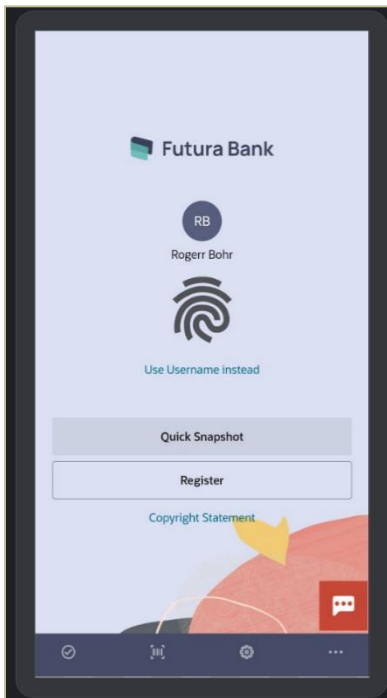 Futura Bank
RB
Rogerr Bohr
Use Username instead
Quick Snapshot
Register
Copyright Statement